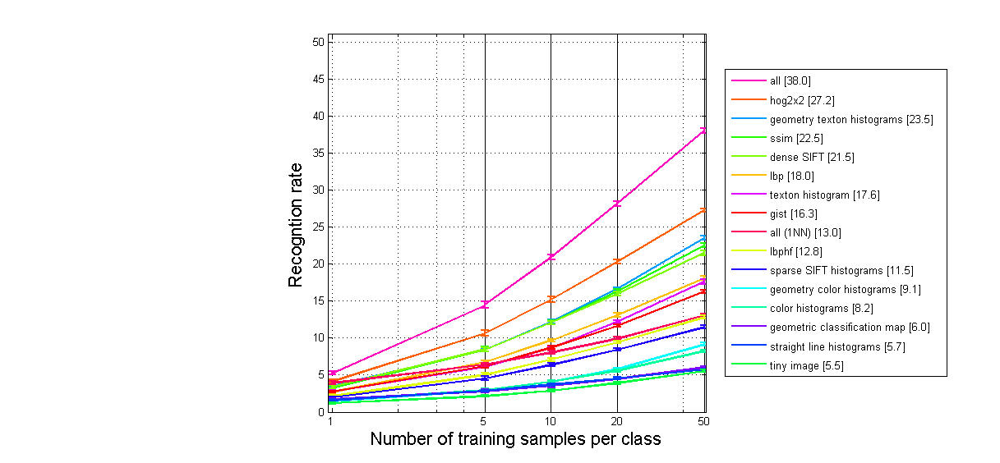 50
45
40
35
30
25
20
15
10
5
0
Recogntion rate
1
5
10
20
50
Number of training samples per class
all [38.0]
hog2x2 [27.2]
geometry texton histograms [23.5]
ssim [22.5]
dense SIFT [21.5]
lbp [18.0]
texton histogram [17.6]
gist [16.3]
all (1NN) [13.0]
lbphf [12.8]
sparse SIFT histograms [11.5]
geometry color histograms [9.1]
color histograms [8.2]
geometric classification map [6.0]
straight line histograms [5.7]
tiny image [5.5]